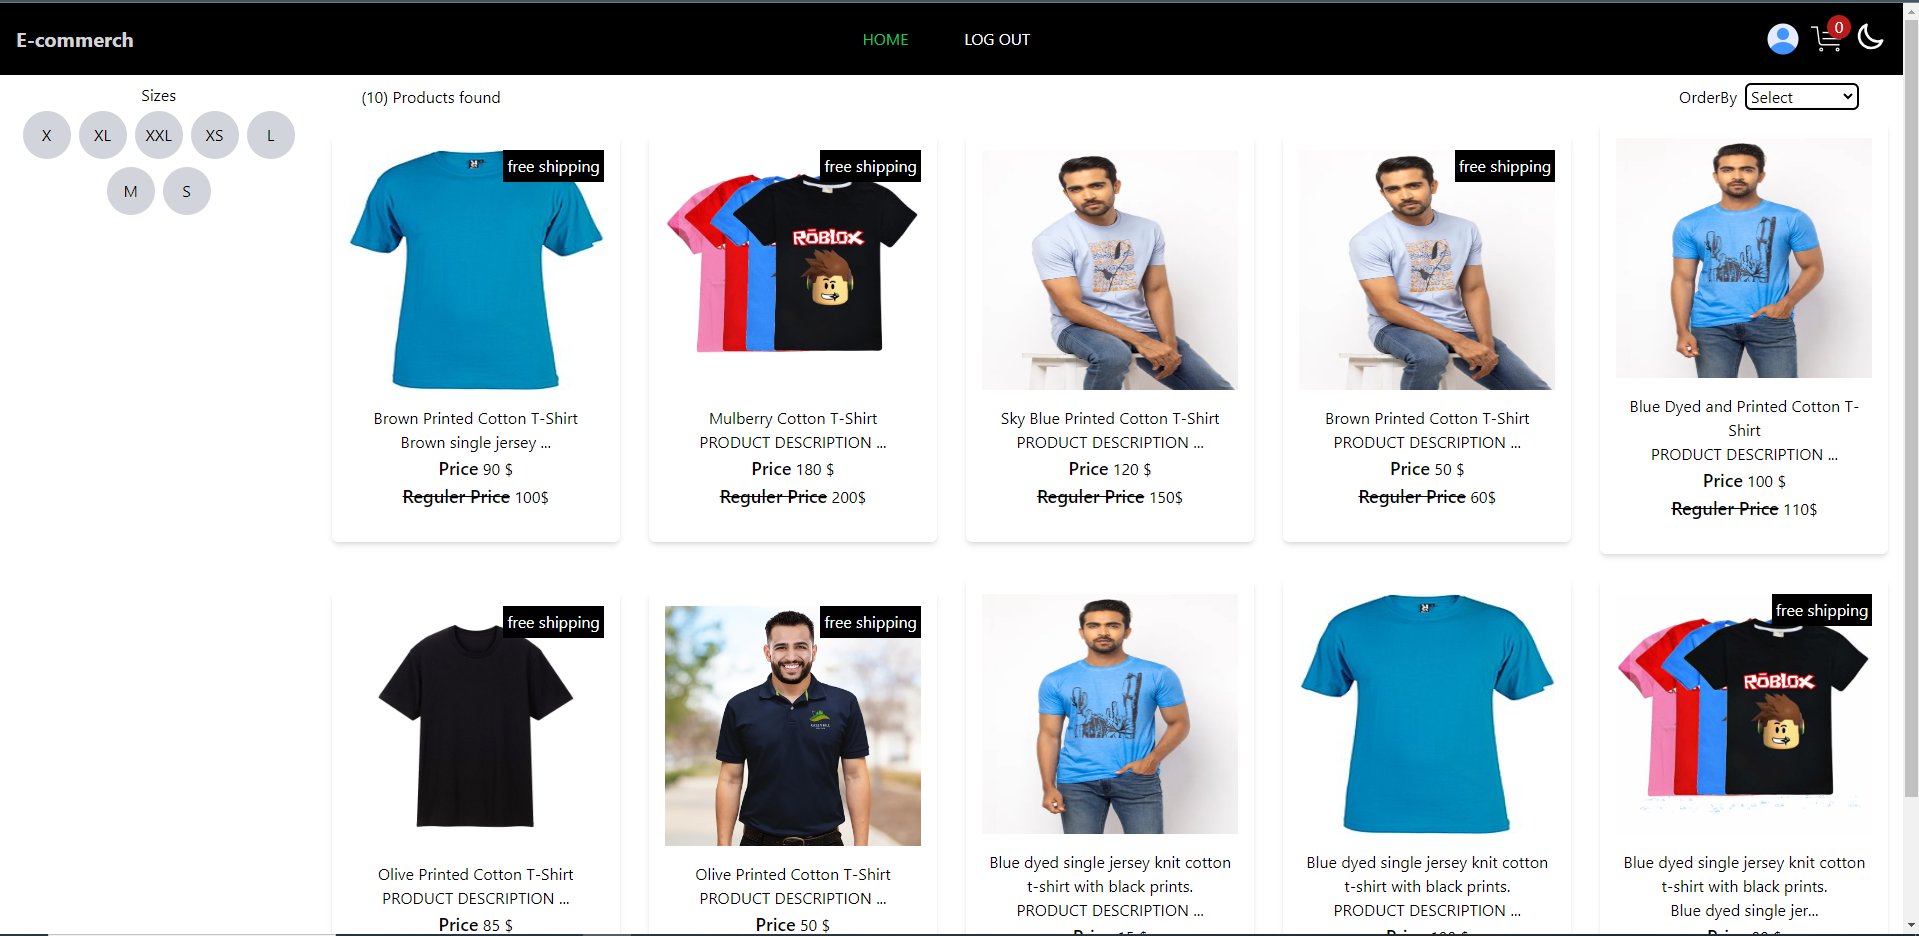 E-commerch
HOME
LOG OUT
0
Sizes
X
XL
XXL
XS
L
M
S
(10) Products found
OrderBy
Select
free shipping
Brown Printed Cotton T-Shirt
Brown single jersey ...
Price 90 $
Reguler Price 100$
free shipping
ROBLOX
Mulberry Cotton T-Shirt
PRODUCT DESCRIPTION ...
Price 180 $
Reguler Price 200$
Sky Blue Printed Cotton T-Shirt
PRODUCT DESCRIPTION ...
Price 120 $
Reguler Price 150$
free shipping
Brown Printed Cotton T-Shirt
PRODUCT DESCRIPTION ...
Price 50 $
Reguler Price 60$
Blue Dyed and Printed Cotton T-
Shirt
PRODUCT DESCRIPTION ...
Price 100 $
Reguler Price 110$
free shipping
Olive Printed Cotton T-Shirt
PRODUCT DESCRIPTION ...
Price 85 $
free shipping
Olive Printed Cotton T-Shirt
PRODUCT DESCRIPTION ...
Price 50 $
Blue dyed single jersey knit cotton
t-shirt with black prints.
PRODUCT DESCRIPTION ...
Blue dyed single jersey knit cotton
t-shirt with black prints.
PRODUCT DESCRIPTION ...
free shipping
ROBLOX
Blue dyed single jersey knit cotton
t-shirt with black prints.
Blue dyed single jer...